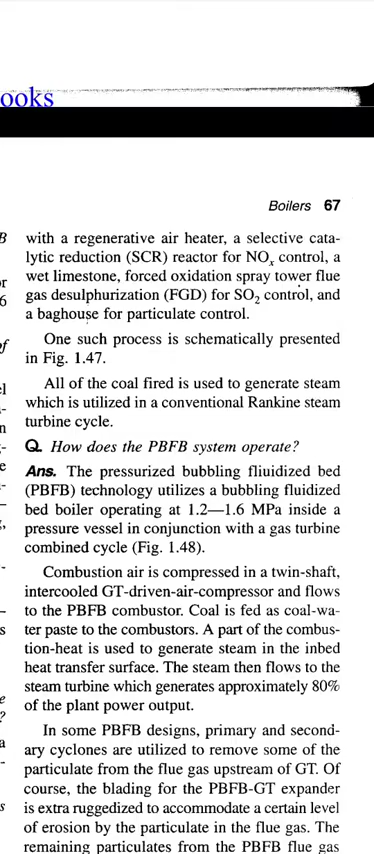 ooks
Boilers 67
with a regenerative air heater, a selective cata-
lytic reduction (SCR) reactor for NOx control, a
wet limestone, forced oxidation spray tower flue
gas desulphurization (FGD) for SO2 control, and
a baghouse for particulate control.
One such process is schematically presented
in Fig. 1.47.
All of the coal fired is used to generate steam
which is utilized in a conventional Rankine steam
turbine cycle.
Q. How does the PBFB system operate?
Ans. The pressurized bubbling fliuidized bed
(PBFB) technology utilizes a bubbling fluidized
bed boiler operating at 1.2—1.6 MPa inside a
pressure vessel in conjunction with a gas turbine
combined cycle (Fig. 1.48).
Combustion air is compressed in a twin-shaft,
intercooled GT-driven-air-compressor and flows
to the PBFB combustor. Coal is fed as coal-wa-
ter paste to the combustors. A part of the combus-
tion-heat is used to generate steam in the inbed
heat transfer surface. The steam then flows to the
steam turbine which generates approximately 80%
of the plant power output.
In some PBFB designs, primary and second-
ary cyclones are utilized to remove some of the
particulate from the flue gas upstream of GT. Of
course, the blading for the PBFB-GT expander
is extra ruggedized to accommodate a certain level
of erosion by the particulate in the flue gas. The
remaining particulates from the PBFB flue gas